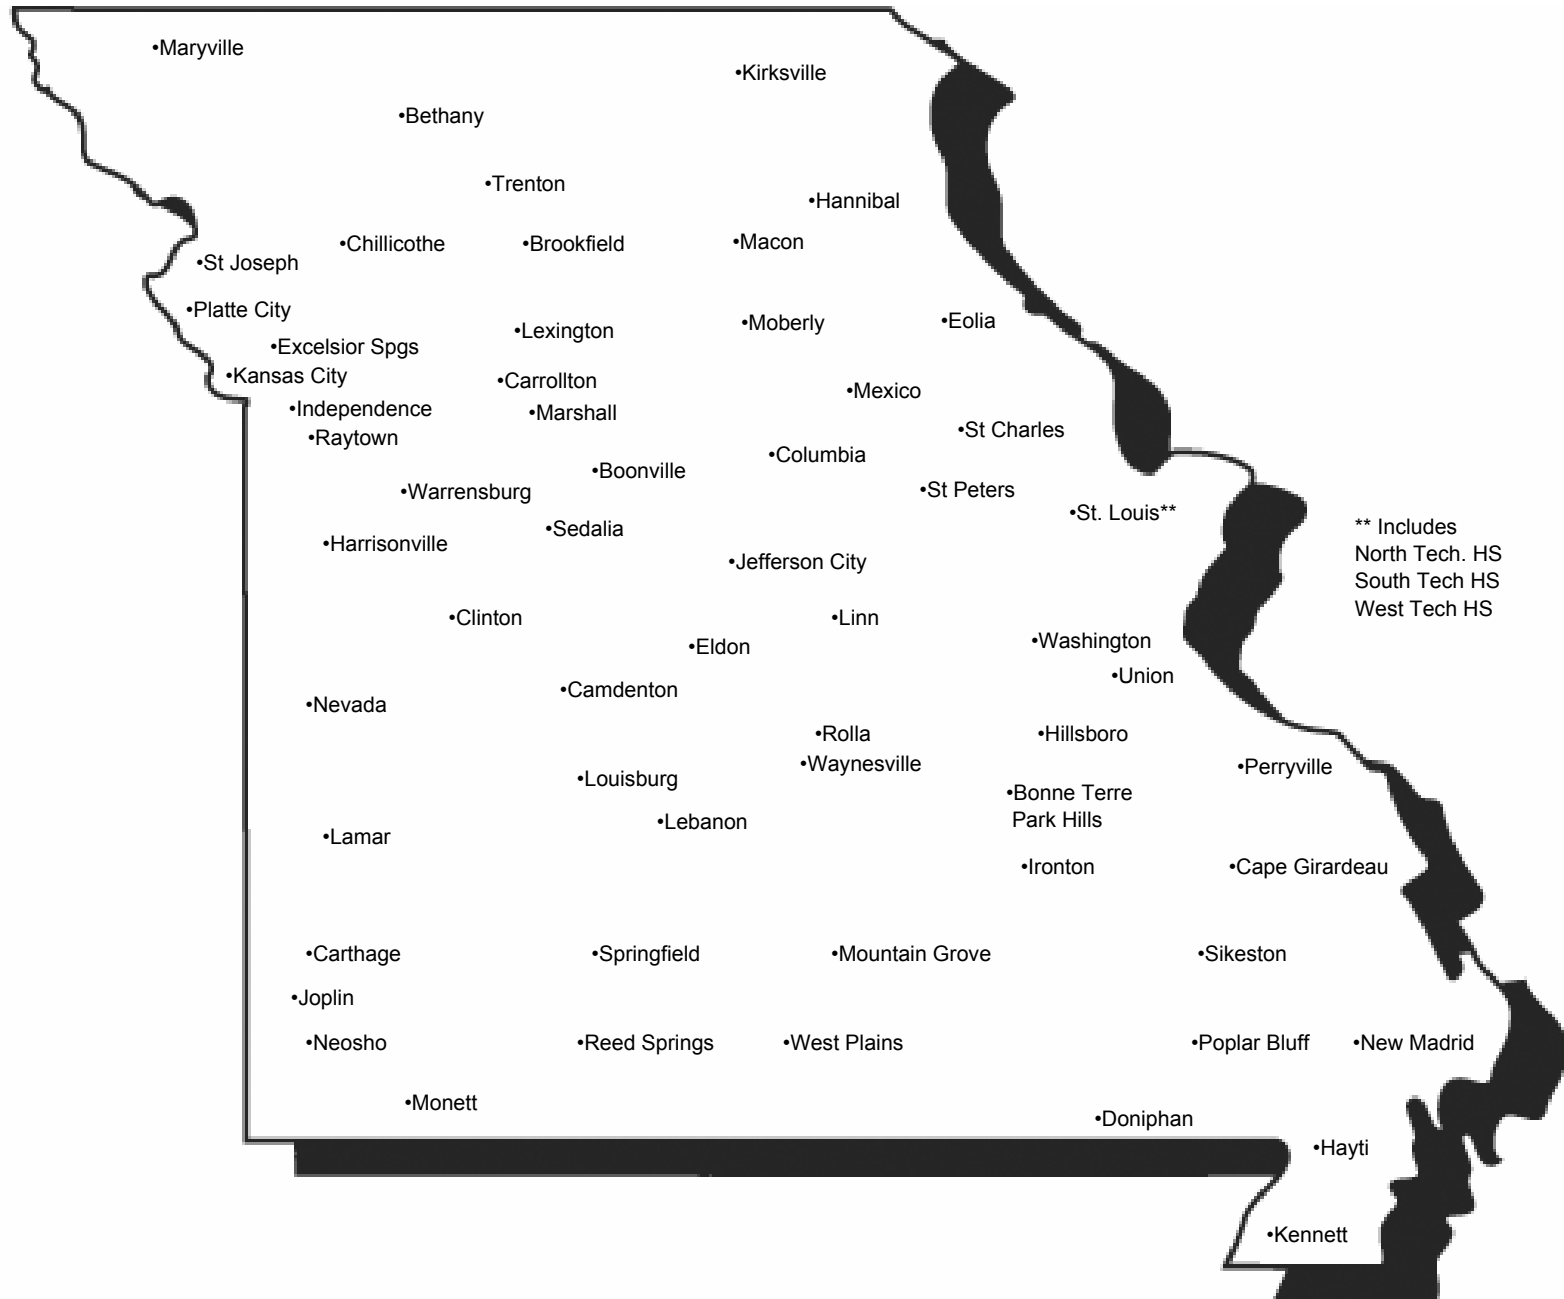 •Maryville
•Kirksville
•Bethany
•Trenton
•Hannibal
•Chillicothe
•Brookfield
•Macon
•St Joseph
•Platte City
•Lexington
•Moberly
•Eolia
•Excelsior Spgs
•Kansas City
•Carrollton
•Mexico
•Independence
•Marshall
•St Charles
•Raytown
•Columbia
•Boonville
•Warrensburg
•St Peters
•St. Louis**
•Sedalia
** Includes
North Tech. HS
South Tech HS
West Tech HS
•Harrisonville
•Jefferson City
•Clinton
•Linn
•Eldon
•Washington
•Union
•Camdenton
•Nevada
•Rolla
•Hillsboro
•Waynesville
•Perryville
•Louisburg
•Bonne Terre
Park Hills
•Lebanon
•Lamar
•Ironton
•Cape Girardeau
•Carthage
•Springfield
•Mountain Grove
•Sikeston
•Joplin
•Neosho
•Reed Springs
•West Plains
•Poplar Bluff
•New Madrid
•Monett
•Doniphan
•Hayti
•Kennett